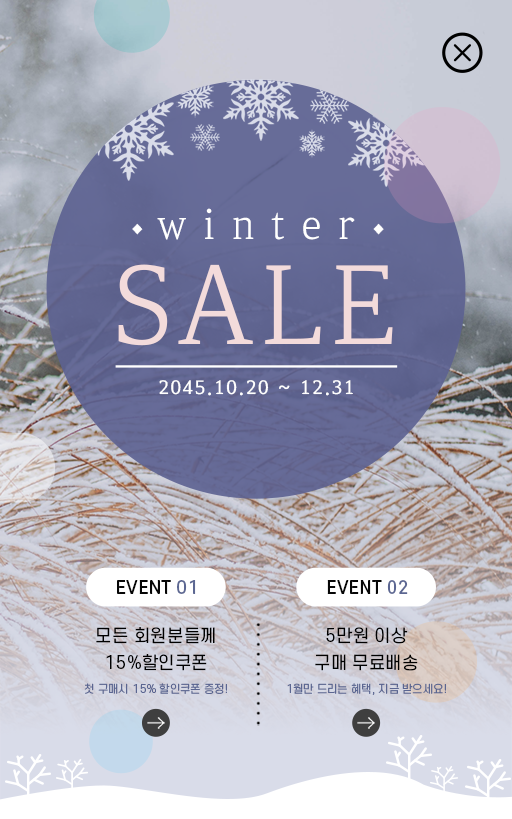 winter
SALE
2045.10.20 ~ 12.31
EVENT 01
모든 회원분들께
15%할인쿠폰
첫 구매시 15% 할인쿠폰 증정!
EVENT 02
5만원 이상
구매 무료배송
1월만 드리는 혜택, 지금 받으세요!